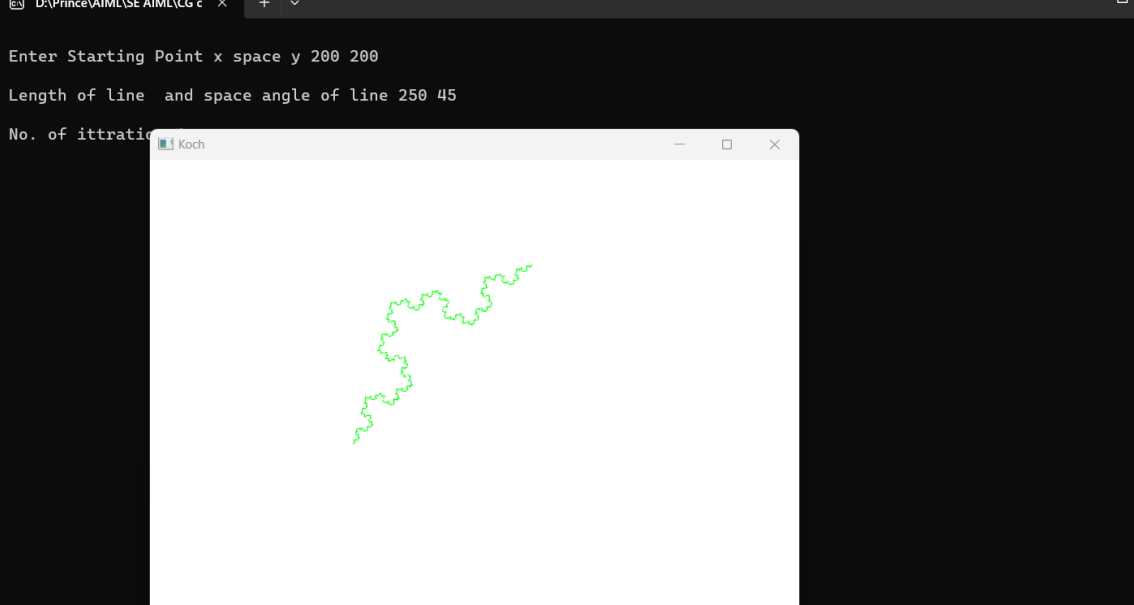 D:\Prince\AIML\SE AIML\CG c
Enter Starting Point x space y 200 200
Length of line  and space angle of line 250 45
No. of
Koch